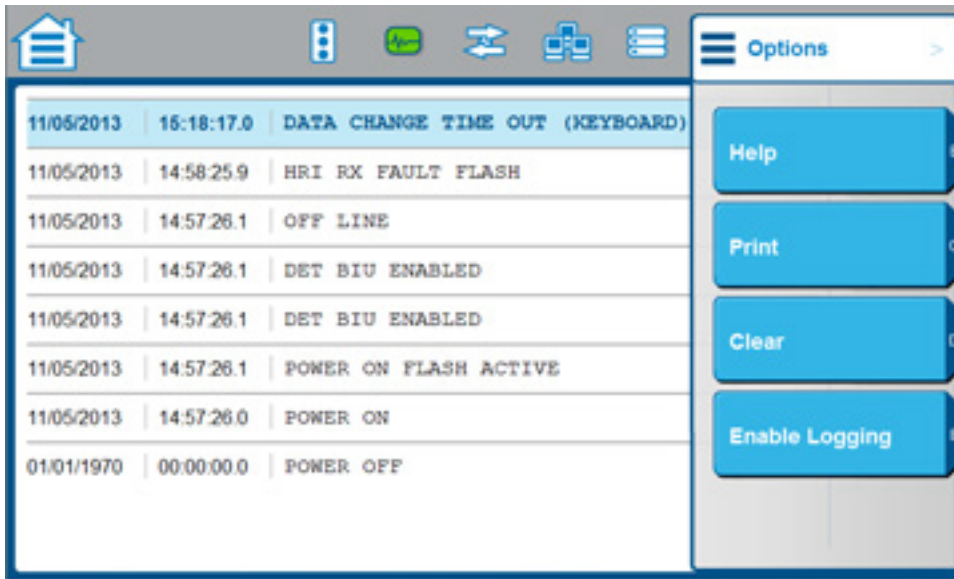 Options >
11/05/2013 15:18:17.0 DATA CHANGE TIME OUT (KEYBOARD)
11/05/2013 14:58:25.9 HRI RX FAULT FLASH
11/05/2013 14:57:26.1 OFF LINE
11/05/2013 14:57:26.1 DET BIU ENABLED
11/05/2013 14:57:26.1 DET BIU ENABLED
11/05/2013 14:57:26.1 POWER ON FLASH ACTIVE
11/05/2013 14:57:26.0 POWER ON
01/01/1970 00:00:00.0 POWER OFF
Help
Print
Clear
Enable Logging